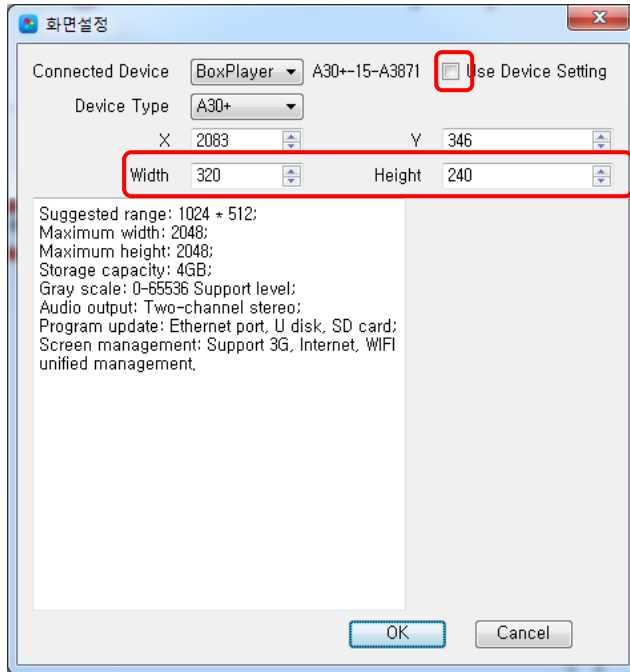 화면설정
Connected Device BoxPlayer A30+-15-A3871 Use Device Setting
Device Type A30+
X 2083 Y 346
Width 320 Height 240
Suggested range: 1024 * 512;
Maximum width: 2048;
Maximum height: 2048;
Storage capacity: 4GB;
Gray scale: 0-65536 Support level;
Audio output: Two-channel stereo;
Program update: Ethernet port, U disk, SD card;
Screen management: Support 3G, Internet, WIFI
unified management,
OK Cancel